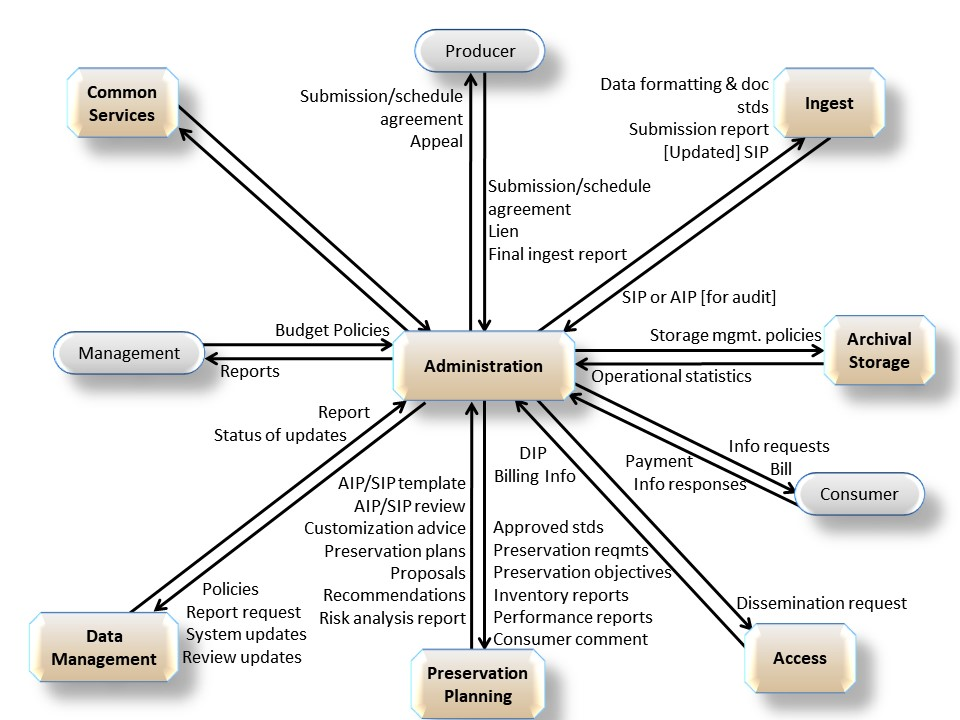 Producer
Common
Services
Submission/schedule
agreement
Appeal
Data formatting & doc
stds
Submission report
[Updated] SIP
Ingest
Submission/schedule
agreement
Lien
Final ingest report
SIP or AIP [for audit]
Management
Budget Policies
Reports
Administration
Storage mgmt. policies
Operational statistics
Archival
Storage
Report
Status of updates
DIP
Billing Info
Payment
Info responses
Info requests
Bill
Consumer
AIP/SIP template
AIP/SIP review
Customization advice
Preservation plans
Proposals
Recommendations
Risk analysis report
Approved stds
Preservation reqmts
Preservation objectives
Inventory reports
Performance reports
Consumer comment
Policies
Report request
System updates
Review updates
Data
Management
Preservation
Planning
Dissemination request
Access